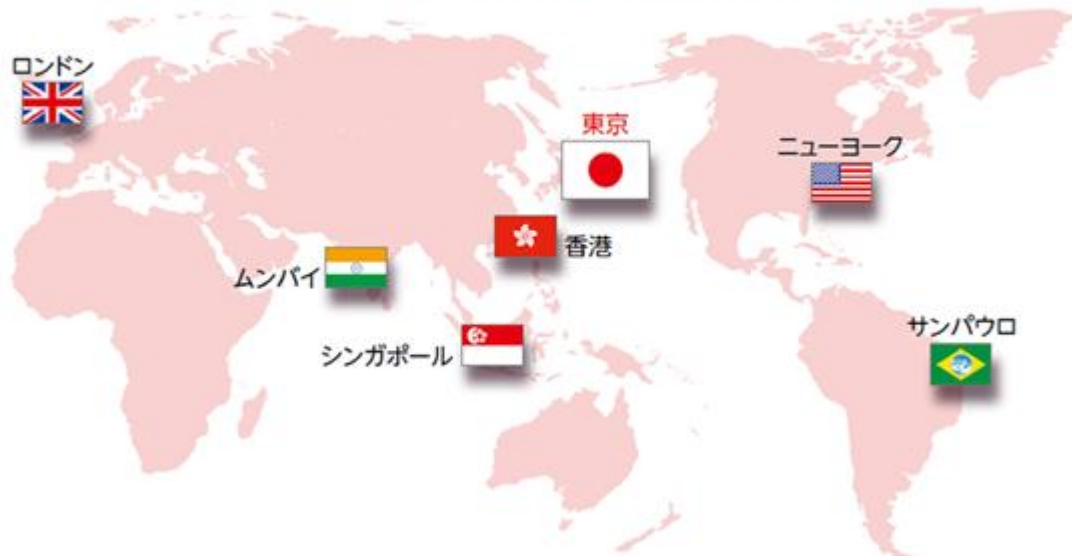 ロンドン
東京
ニューヨーク
香港
ムンバイ
サンパウロ
シンガポール